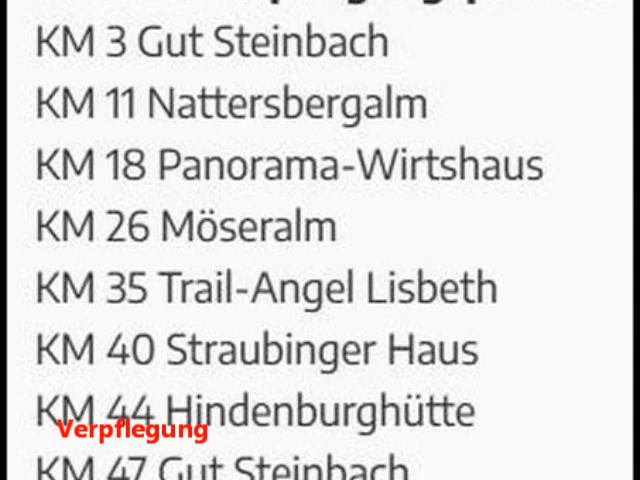 KM 3 Gut Steinbach
KM 11 Nattersbergalm
KM 18 Panorama-Wirtshaus
KM 26 Möseralm
KM 35 Trail-Angel Lisbeth
KM 40 Straubinger Haus
KM 44 Hindenburghütte
Verpflegung
KM 47 Gut Steinbach